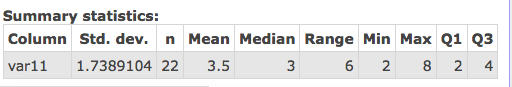 Summary statistics:
Column Std. dev. n Mean Median Range Min Max Q1 Q3
var11 1.7389104 22 3.5 3 6 2 8 2 4